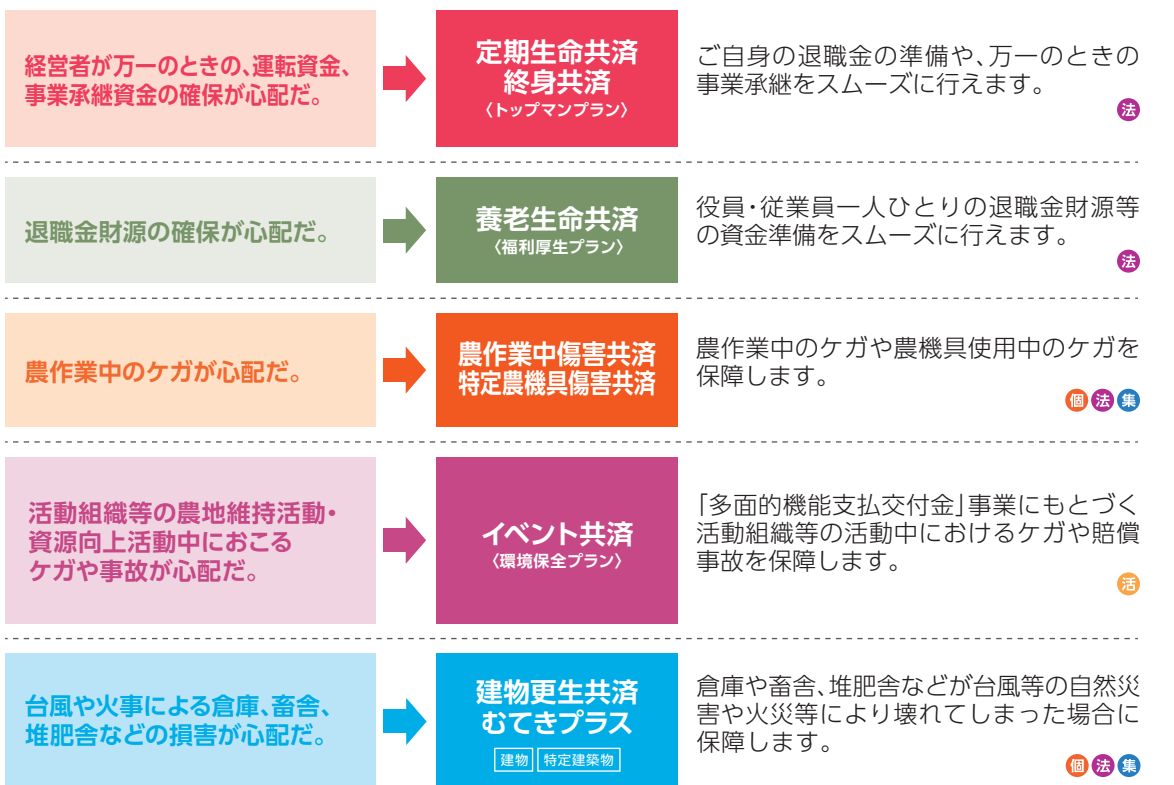 経営者が万一のときの、運転資金、
事業承継資金の確保が心配だ。
定期生命共済
終身共済
〈トップマンプラン〉
ご自身の退職金の準備や、万一のときの
事業承継をスムーズに行えます。
法
退職金財源の確保が心配だ。
養老生命共済
〈福利厚生プラン〉
役員・従業員一人ひとりの退職金財源等
の資金準備をスムーズに行えます。
法
農作業中のケガが心配だ。
農作業中傷害共済
特定農機具傷害共済
農作業中のケガや農機具使用中のケガを
保障します。
個 法 集
活動組織等の農地維持活動・
資源向上活動中におこる
ケガや事故が心配だ。
イベント共済
〈環境保全プラン〉
「多面的機能支払交付金」事業にもとづく
活動組織等の活動中におけるケガや賠償
事故を保障します。
活
台風や火事による倉庫、畜舎、
堆肥舎などの損害が心配だ。
建物更生共済
むてきプラス
建物 特定建築物
倉庫や畜舎、堆肥舎などが台風等の自然災
害や火災等により壊れてしまった場合に
保障します。
個 法 集